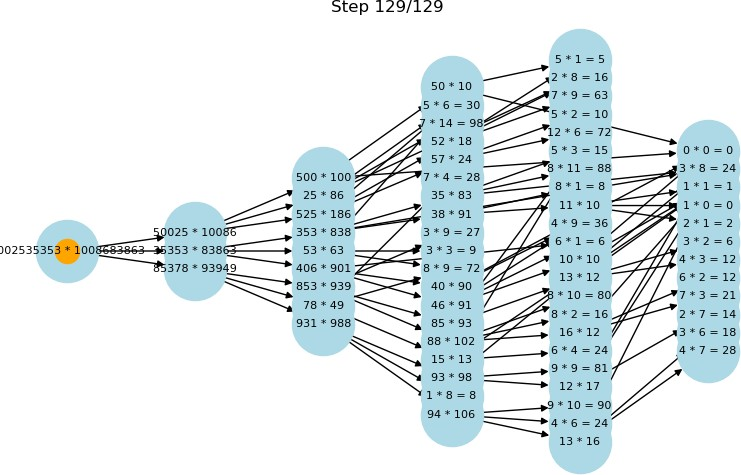 Step 129/129
002535353 * 1008683863
50025 * 10086
35353 * 83863
85378 * 93949
500 * 100
25 * 86
525 * 186
353 * 838
53 * 63
406 * 901
853 * 939
78 * 49
931 * 988
50 * 10
5 * 6 = 30
7 * 14 = 98
52 * 18
57 * 24
7 * 4 = 28
35 * 83
38 * 91
3 * 9 = 27
3 * 3 = 9
8 * 9 = 72
40 * 90
46 * 91
85 * 93
88 * 102
15 * 13
93 * 98
1 * 8 = 8
94 * 106
5 * 1 = 5
2 * 8 = 16
7 * 9 = 63
5 * 2 = 10
12 * 6 = 72
5 * 3 = 15
8 * 11 = 88
8 * 1 = 8
11 * 10
4 * 9 = 36
6 * 1 = 6
10 * 10
13 * 12
8 * 10 = 80
8 * 2 = 16
16 * 12
6 * 4 = 24
9 * 9 = 81
12 * 17
9 * 10 = 90
4 * 6 = 24
13 * 16
0 * 0 = 0
3 * 8 = 24
1 * 1 = 1
1 * 0 = 0
2 * 1 = 2
3 * 2 = 6
4 * 3 = 12
6 * 2 = 12
7 * 3 = 21
2 * 7 = 14
3 * 6 = 18
4 * 7 = 28